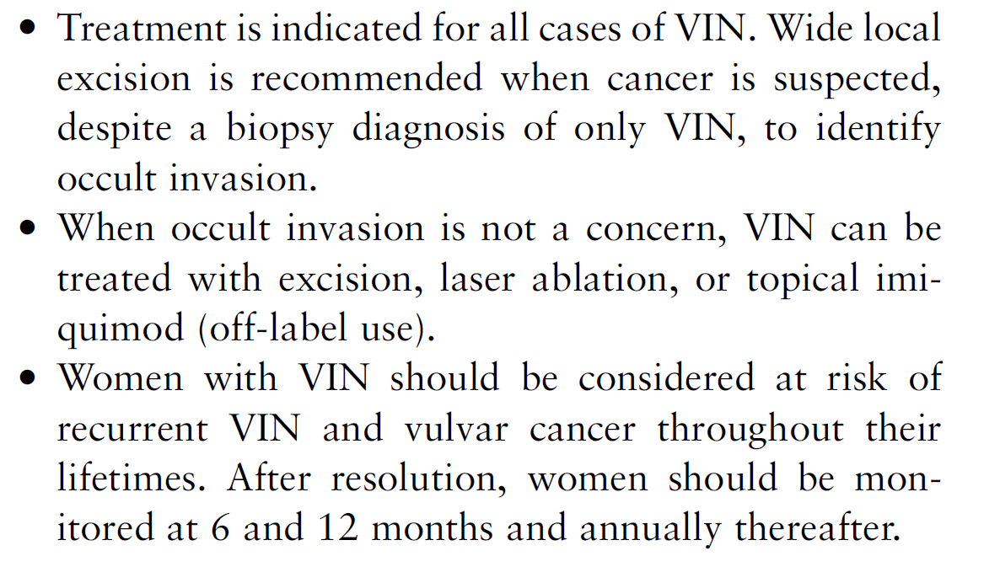 • Treatment is indicated for all cases of VIN. Wide local
excision is recommended when cancer is suspected,
despite a biopsy diagnosis of only VIN, to identify
occult invasion.
• When occult invasion is not a concern, VIN can be
treated with excision, laser ablation, or topical imi-
quimod (off-label use).
• Women with VIN should be considered at risk of
recurrent VIN and vulvar cancer throughout their
lifetimes. After resolution, women should be mon-
itored at 6 and 12 months and annually thereafter.